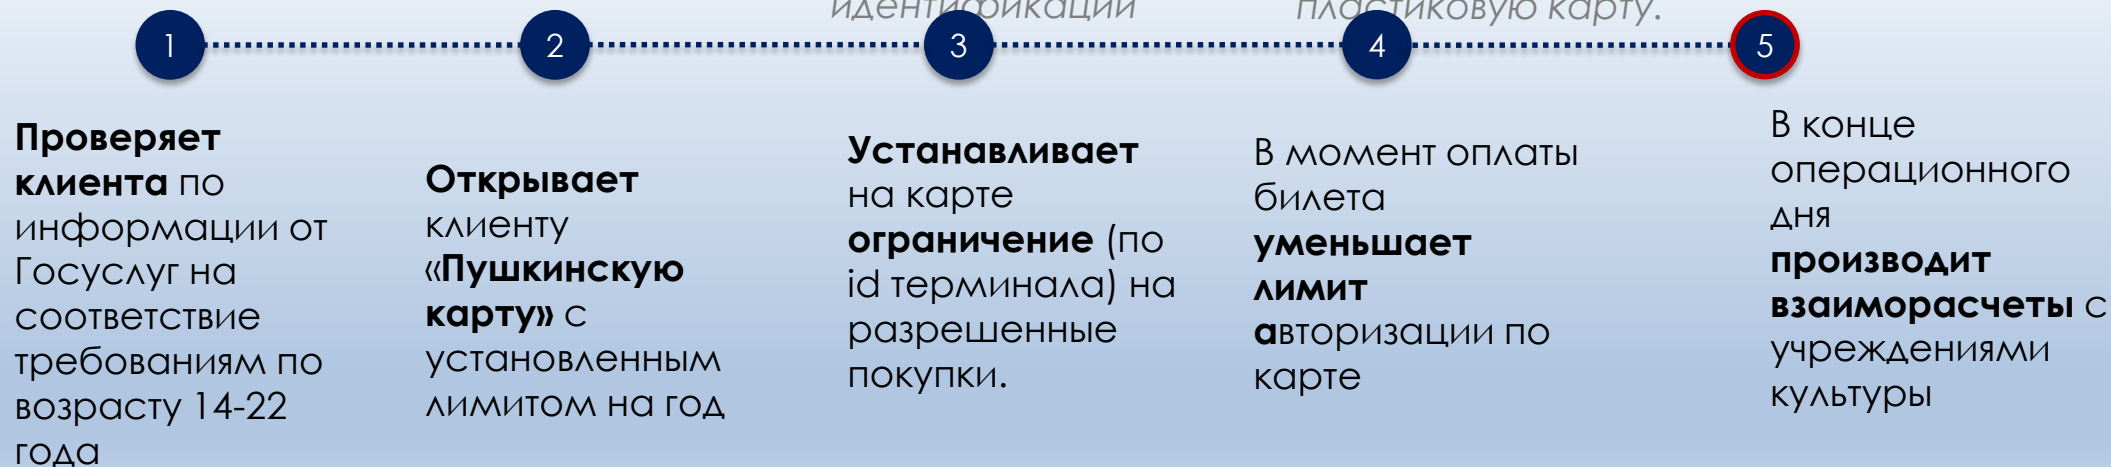 идентификации
пластиковую карту.
1
2
3
4
5
Проверяет
клиента по
информации от
Госуслуг на
соответствие
требованиям по
возрасту 14-22
года
Открывает
клиенту
«Пушкинскую
карту» с
установленным
лимитом на год
Устанавливает
на карте
ограничение (по
id терминала) на
разрешенные
покупки.
В момент оплаты
билета
уменьшает
лимит
авторизации по
карте
В конце
операционного
дня
производит
взаиморасчеты с
учреждениями
культуры